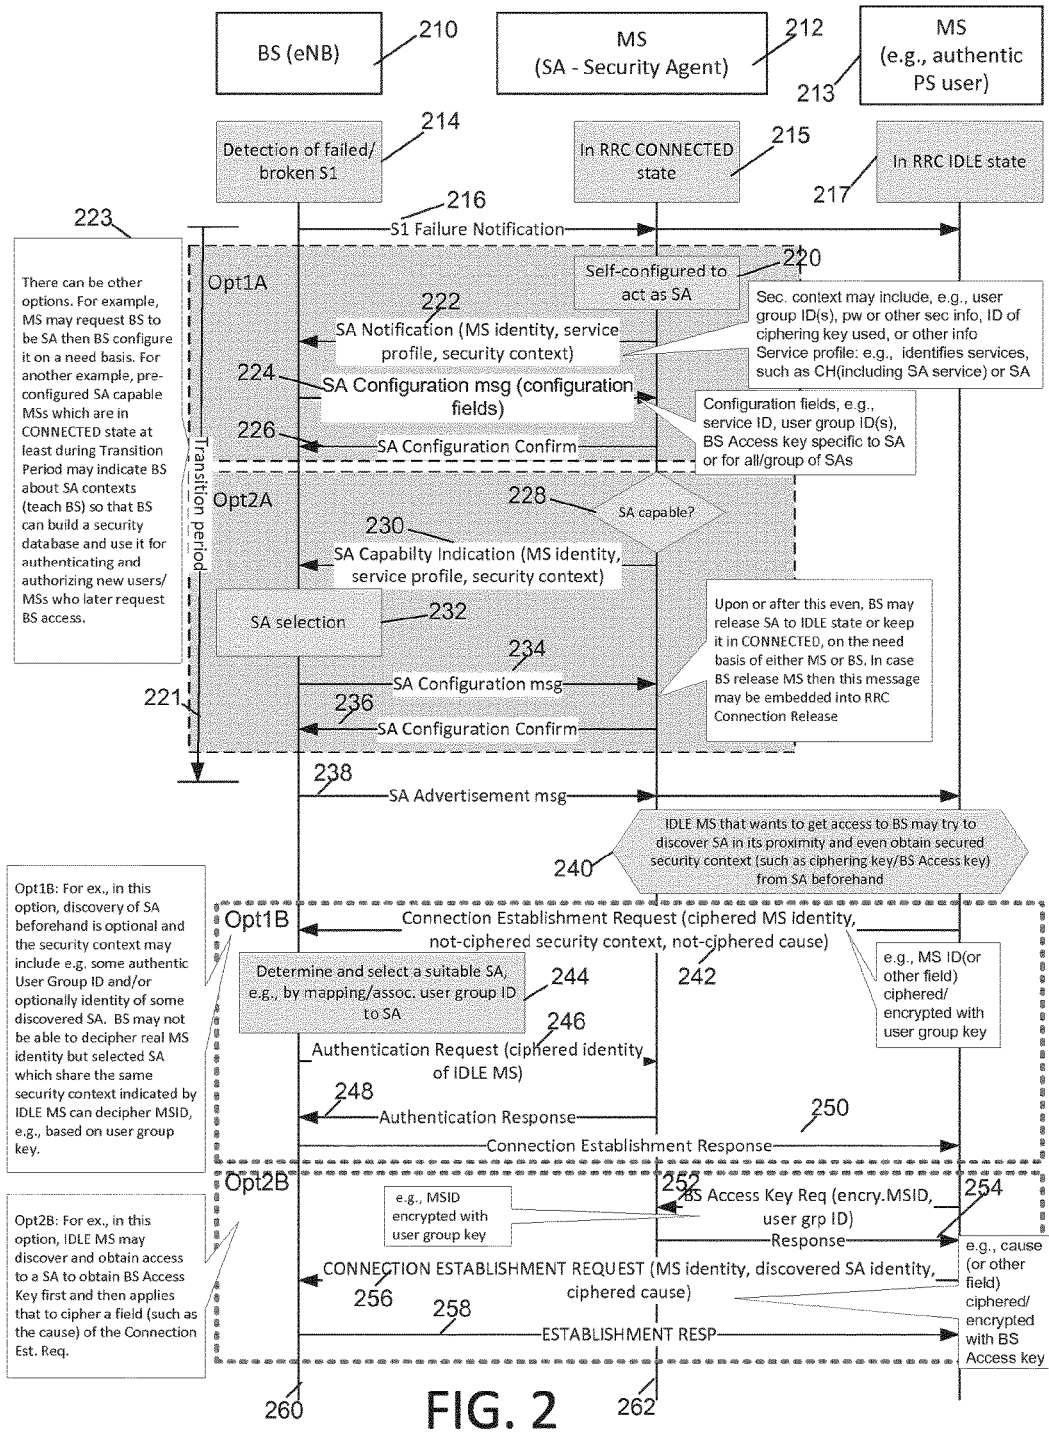 BS (eNB)
210
MS
(SA - Security Agent)
212
MS
(e.g., authentic
PS user)
213
Detection of failed/
broken S1
214
In RRC CONNECTED
state
215
In RRC IDLE state
217
216
S1 Failure Notification
223
There can be other
options. For example,
MS may request BS to
be SA then BS configure
it on a need basis. For
another example, pre-
configured SA capable
MSs which are in
CONNECTED state at
least during Transition
Period may indicate BS
about SA contexts
(teach BS) so that BS
can build a security
database and use it for
authenticating and
authorizing new users/
MSs who later request
BS access.
Transition period
221
Opt1A
Self-configured to
act as SA
220
222
SA Notification (MS identity, service
profile, security context)
Sec. context may include, e.g., user
group ID(s), pw or other sec info, ID of
ciphering key used, or other info
Service profile: e.g., identifies services,
such as CH(including SA service) or SA
224
SA Configuration msg (configuration
fields)
Configuration fields, e.g.,
service ID, user group ID(s),
BS Access key specific to SA
or for all/group of SAs
226
SA Configuration Confirm
Opt2A
228
SA capable?
230
SA Capabilty Indication (MS identity,
service profile, security context)
SA selection
232
Upon or after this even, BS may
release SA to IDLE state or keep
it in CONNECTED, on the need
basis of either MS or BS. In case
BS release MS then this message
may be embedded into RRC
Connection Release
234
SA Configuration msg
236
SA Configuration Confirm
238
SA Advertisement msg
IDLE MS that wants to get access to BS may try to
discover SA in its proximity and even obtain secured
security context (such as ciphering key/BS Access key)
from SA beforehand
240
Opt1B: For ex., in this
option, discovery of SA
beforehand is optional and
the security context may
include e.g. some authentic
User Group ID and/or
optionally identity of some
discovered SA. BS may not
be able to decipher real MS
identity but selected SA
which share the same
security context indicated by
IDLE MS can decipher MSID,
e.g., based on user group
key.
Opt1B
Connection Establishment Request (ciphered MS identity,
not-ciphered security context, not-ciphered cause)
242
e.g., MS ID(or
other field)
ciphered/
encrypted with
user group key
Determine and select a suitable SA,
e.g., by mapping/assoc. user group ID
to SA
244
246
Authentication Request (ciphered identity
of IDLE MS)
248
Authentication Response
250
Connection Establishment Response
Opt2B
Opt2B: For ex., in this
option, IDLE MS may
discover and obtain access
to a SA to obtain BS Access
Key first and then applies
that to cipher a field (such as
the cause) of the Connection
Est. Req.
e.g., MSID
encrypted with
user group key
252
BS Access Key Req (encry.MSID,
user grp ID)
254
Response
e.g., cause
(or other
field)
ciphered/
encrypted
with BS
Access key
CONNECTION ESTABLISHMENT REQUEST (MS identity, discovered SA identity,
ciphered cause)
256
258
ESTABLISHMENT RESP
260
262
FIG. 2